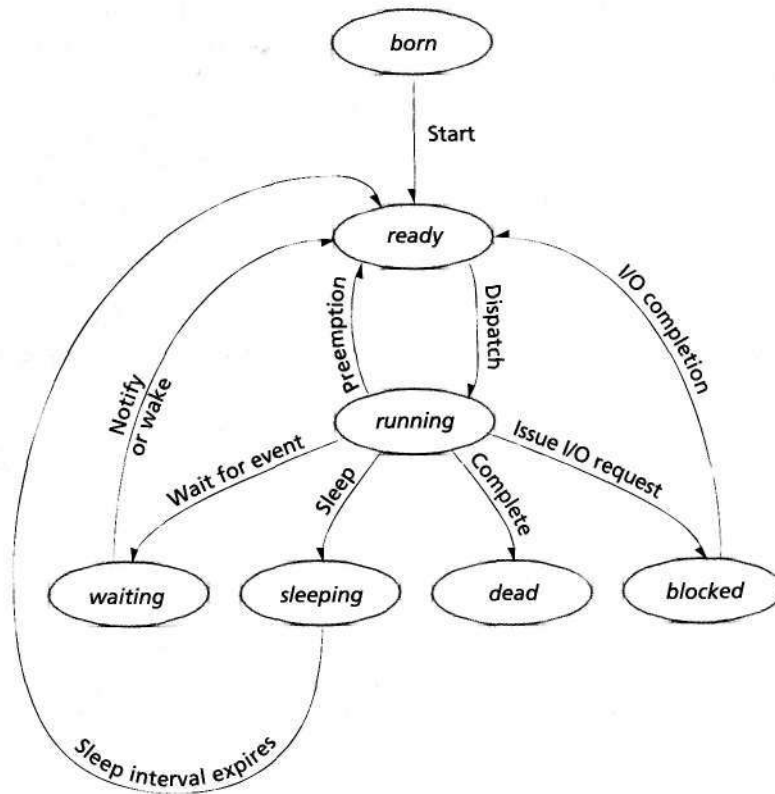 born
Start
ready
Preemption
Dispatch
I/O completion
Notify
or wake
running
Wait for event
Sleep
Complete
Issue I/O request
waiting
sleeping
dead
blocked
Sleep interval expires